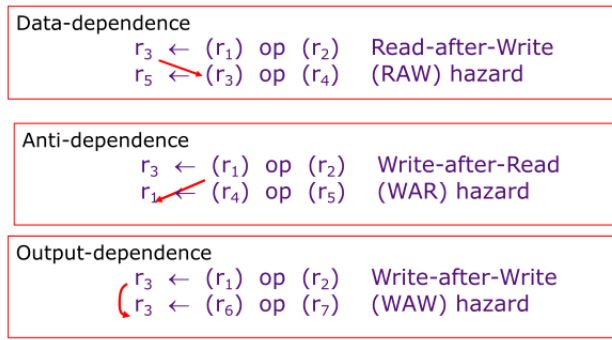 Data-dependence
r₃ ← (r₁) op (r₂) Read-after-Write
r₅ ← (r₃) op (r₄) (RAW) hazard
Anti-dependence
r₃ ← (r₁) op (r₂) Write-after-Read
r₁ ← (r₄) op (r₅) (WAR) hazard
Output-dependence
r₃ ← (r₁) op (r₂) Write-after-Write
r₃ ← (r₆) op (r₇) (WAW) hazard